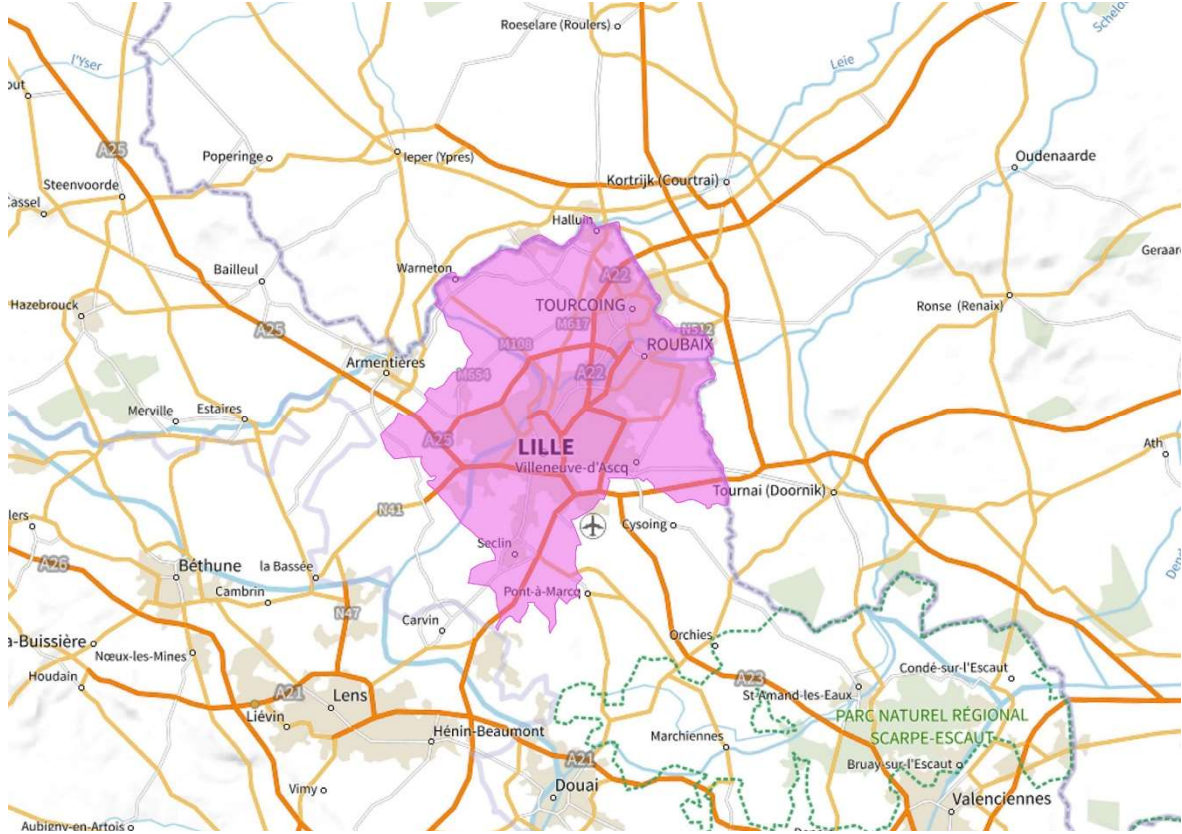 Roeselare (Roulers)
Schelde
l'Yser
Leie
out
A25
Poperinge
Ieper (Ypres)
Oudenaarde
Steenvoorde
Kortrijk (Courtrai)
Cassel
Halluin
Geraard
Bailleul
Warneton
A22
Hazebrouck
TOURCOING
Ronse (Renaix)
A25
M617
N512
M108
ROUBAIX
Armentières
M654
A22
Merville
Estaires
A25
LILLE
Ath
Villeneuve-d'Ascq
Tournai (Doornik)
N41
lers
Cysoing
Seclin
A26
Béthune
la Bassée
Dend
Cambrin
Pont-à-Marcq
N47
Carvin
a-Buissière
Orchies
Nœux-les-Mines
Condé-sur-l'Escaut
Houdain
A23
A21
Lens
St-Amand-les-Eaux
Liévin
PARC NATUREL RÉGIONAL
SCARPE-ESCAUT
Hénin-Beaumont
Marchiennes
A21
Bruay-sur-l'Escaut
Vimy
Douai
Valenciennes
Aubigny-en-Artois